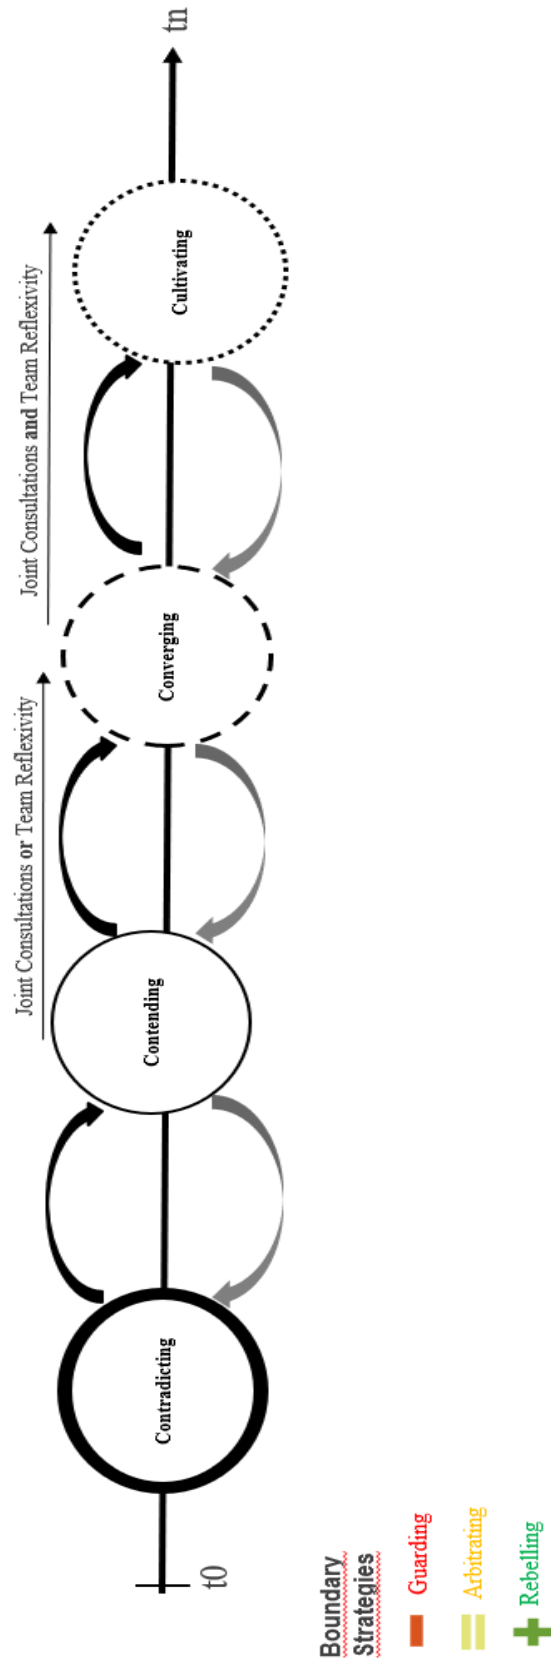 Joint Consultations or Team Reflexivity
Joint Consultations and Team Reflexivity
Contradicting
Contending
Converging
Cultivating
t0
tn
Boundary
Strategies
Guarding
Arbitrating
Rebelling